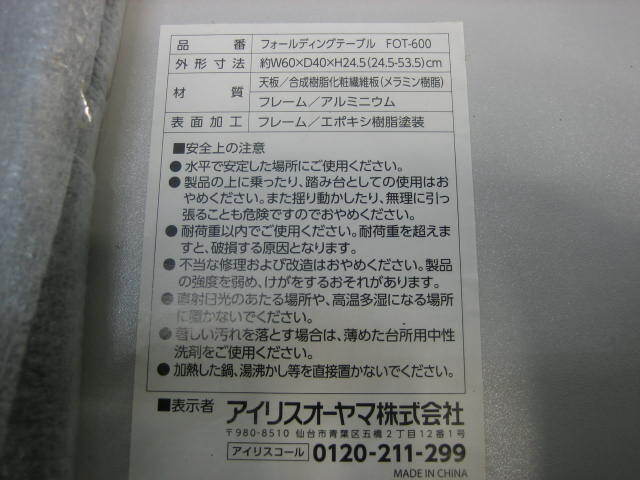 品番 フォールディングテーブル FOT-600
外形寸法 約W60×D40×H24.5(24.5-53.5)cm
材質 天板/合成樹脂化粧繊維板(メラミン樹脂)
フレーム/アルミニウム
表面加工 フレーム/エポキシ樹脂塗装
■安全上の注意
●水平で安定した場所にご使用ください。
●製品の上に乗ったり、踏み台としての使用はお
やめください。また揺り動かしたり、無理に引っ
張ることも危険ですのでおやめください。
●耐荷重以内でご使用ください。耐荷重を超えま
すと、破損する原因となります。
●不当な修理および改造はおやめください。製品
の強度を弱め、けがをするおそれがあります。
●直射日光のあたる場所や、高温多湿になる場所
に置かないでください。
●著しい汚れを落とす場合は、薄めた台所用中性
洗剤をご使用ください。
●加熱した鍋、湯沸かし等を直接置かないでください。
■表示者 アイリスオーヤマ株式会社
〒980-8510 仙台市青葉区五橋2丁目12番1号
アイリスコール 0120-211-299
MADE IN CHINA